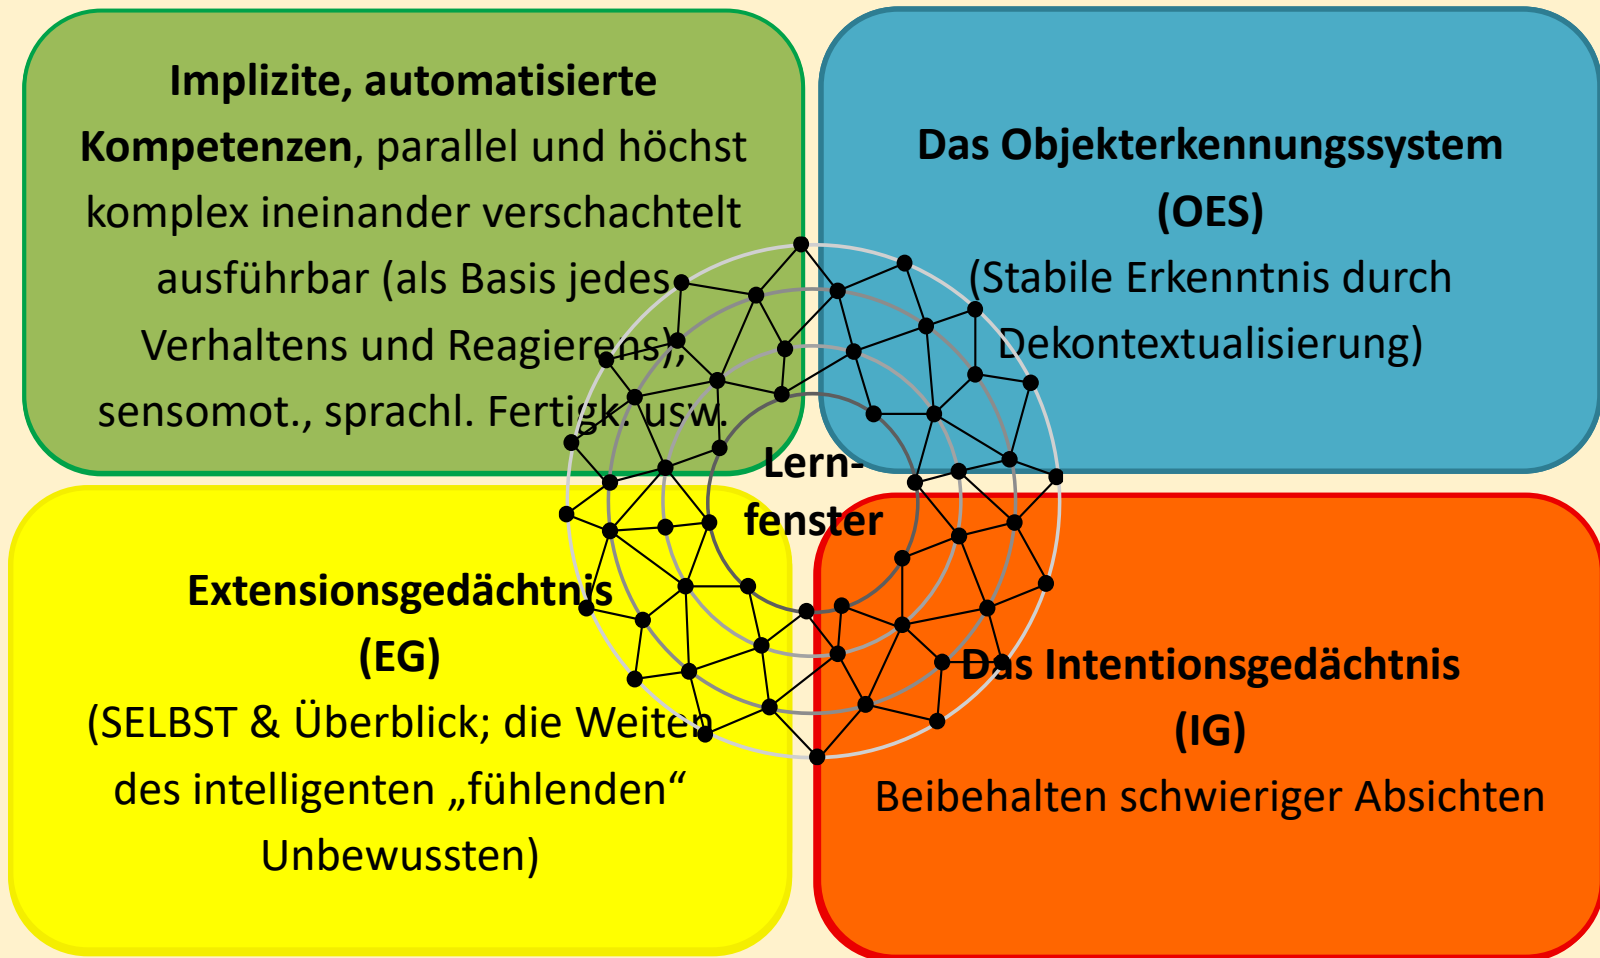 Implizite, automatisierte
Kompetenzen, parallel und höchst
komplex ineinander verschachtelt
ausführbar (als Basis jedes
Verhaltens und Reagierens),
sensomot., sprachl. Fertigk. usw.
Das Objekterkennungssystem
(OES)
(Stabile Erkenntnis durch
Dekontextualisierung)
Lern-
fenster
Extensionsgedächtnis
(EG)
(SELBST & Überblick; die Weiten
des intelligenten „fühlenden“
Unbewussten)
Das Intentionsgedächtnis
(IG)
Beibehalten schwieriger Absichten